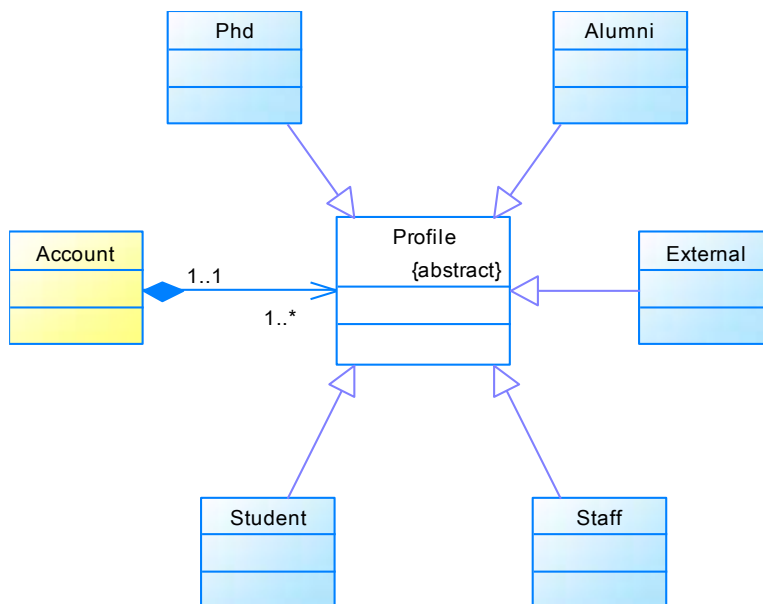 Phd
Alumni
Account
Profile
{abstract}
External
1..1
1..*
Student
Staff